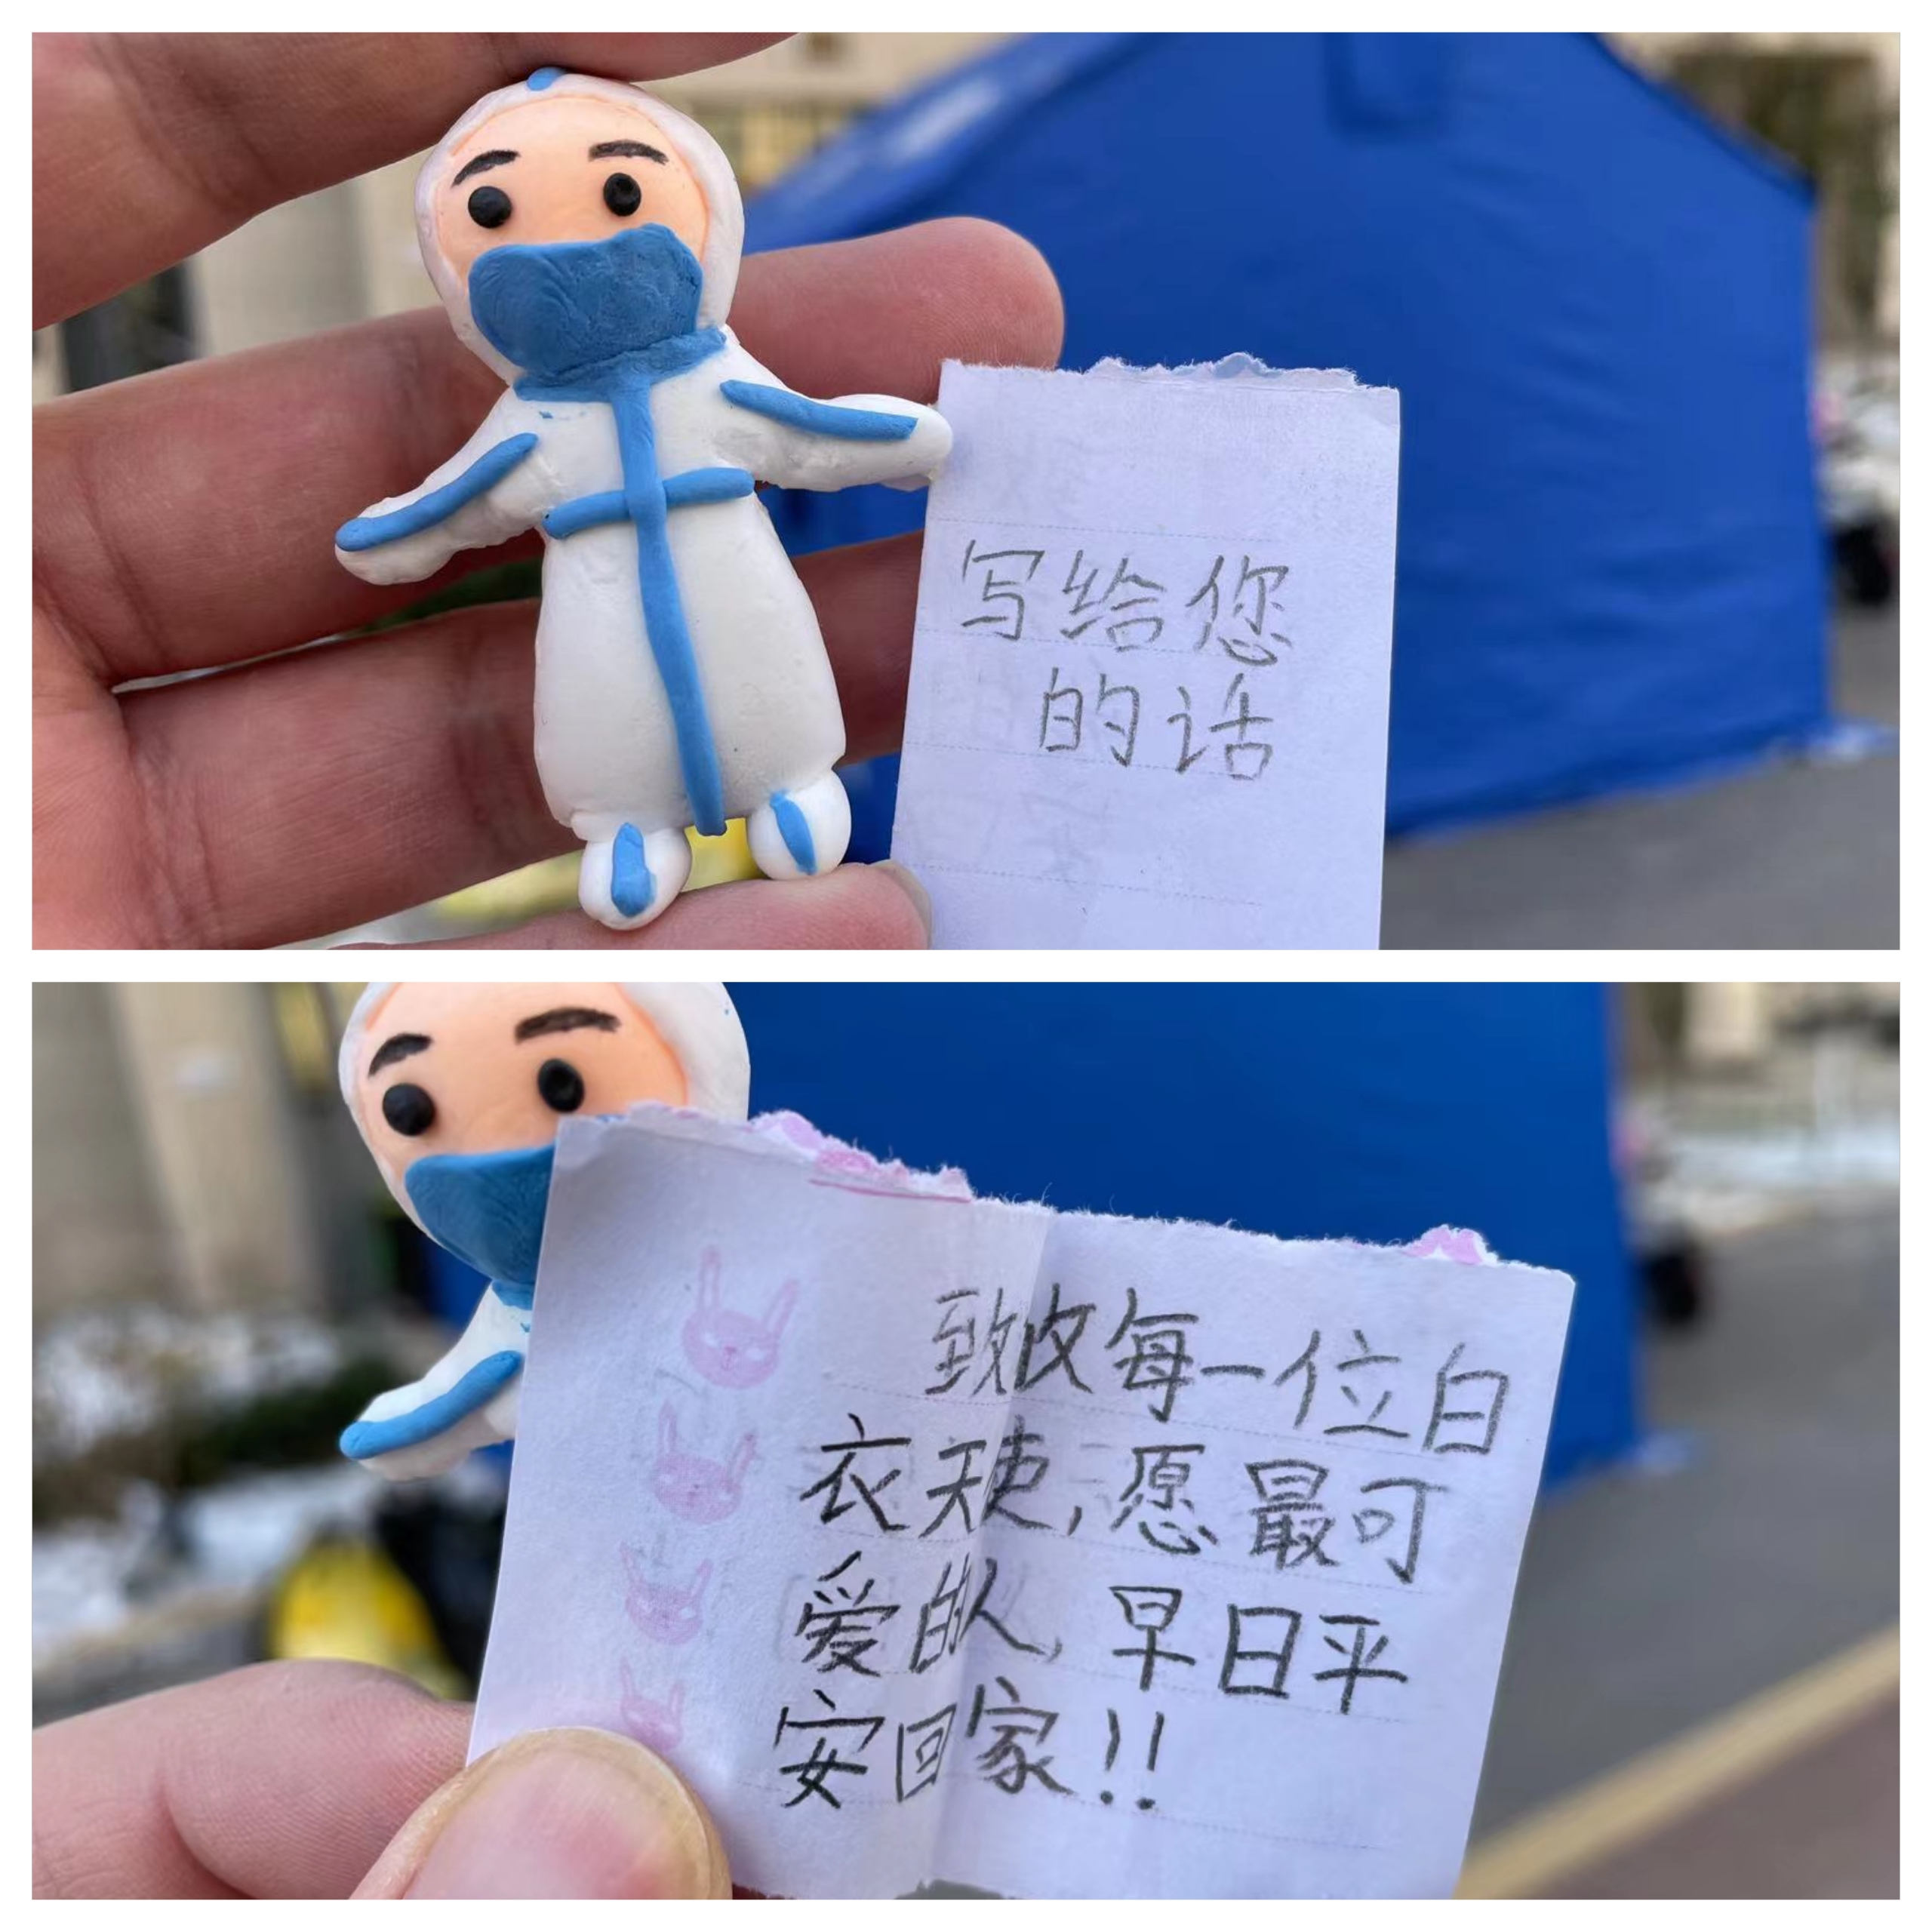 写给您
的话
致敬每一位白
衣天使,愿最可
爱的人,早日平
安回家!!